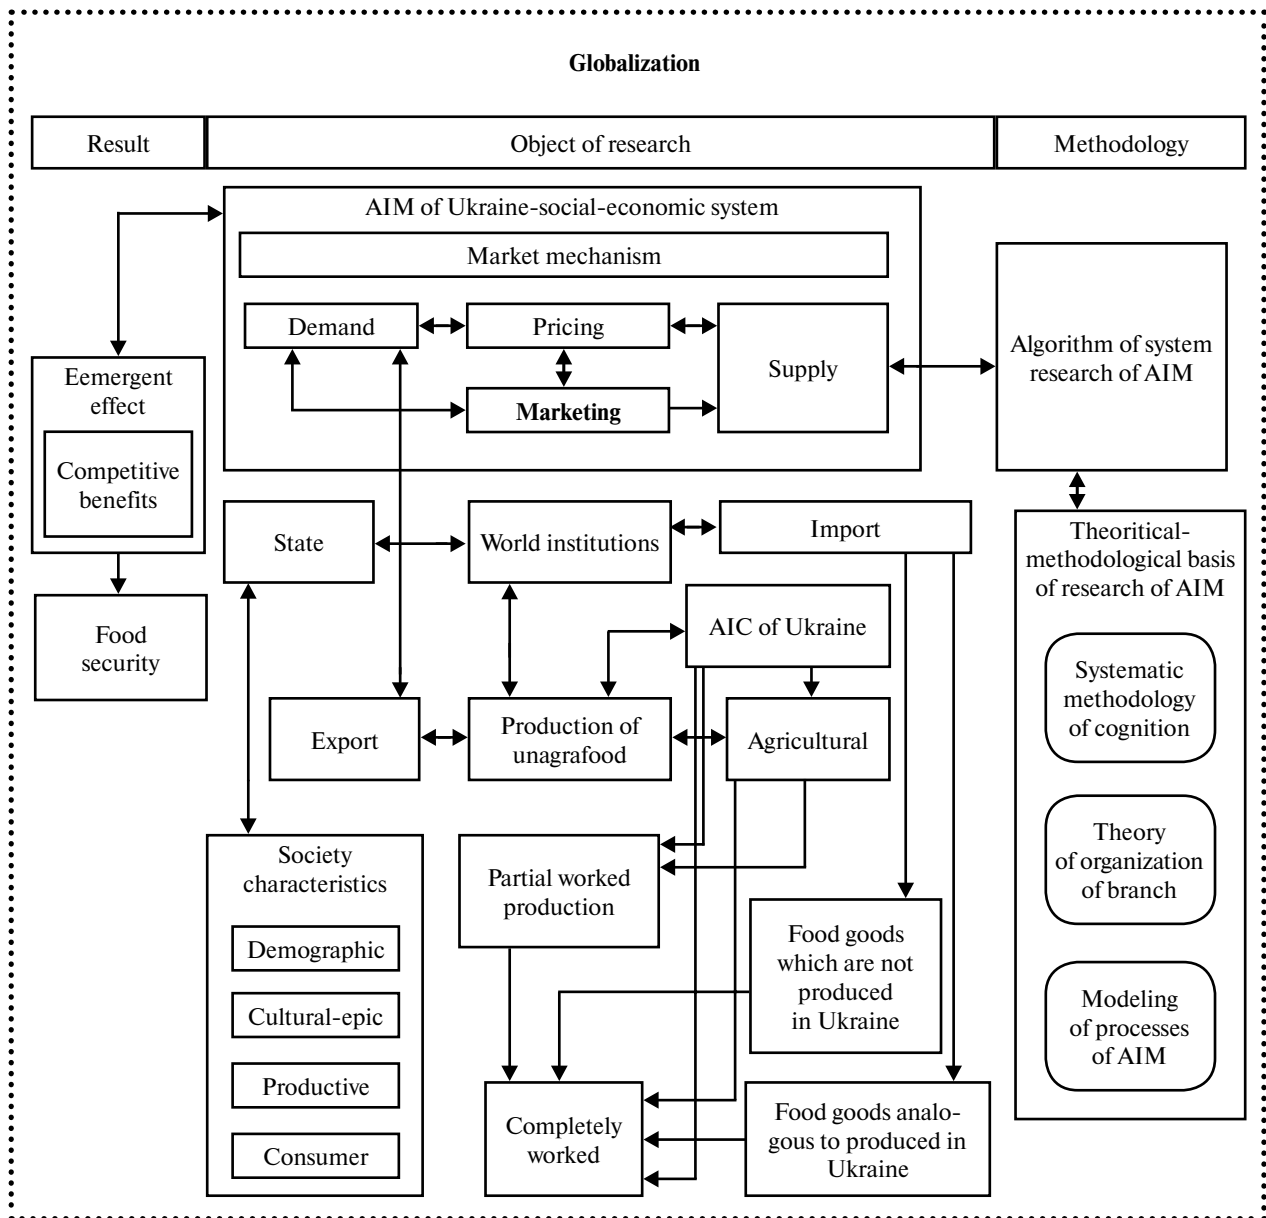 Globalization
Result
Object of research
Methodology
AIM of Ukraine-social-economic system
Market mechanism
Demand
Pricing
Supply
Marketing
Algorithm of system
research of AIM
Eemergent
effect
Competitive
benefits
Food
security
State
World institutions
Import
AIC of Ukraine
Export
Production of
unagrafood
Agricultural
Society
characteristics
Demographic
Cultural-epic
Productive
Consumer
Partial worked
production
Food goods
which are not
produced
in Ukraine
Completely
worked
Food goods analo-
gous to produced in
Ukraine
Theoritical-
methodological basis
of research of AIM
Systematic
methodology
of cognition
Theory
of organization
of branch
Modeling
of processes
of AIM